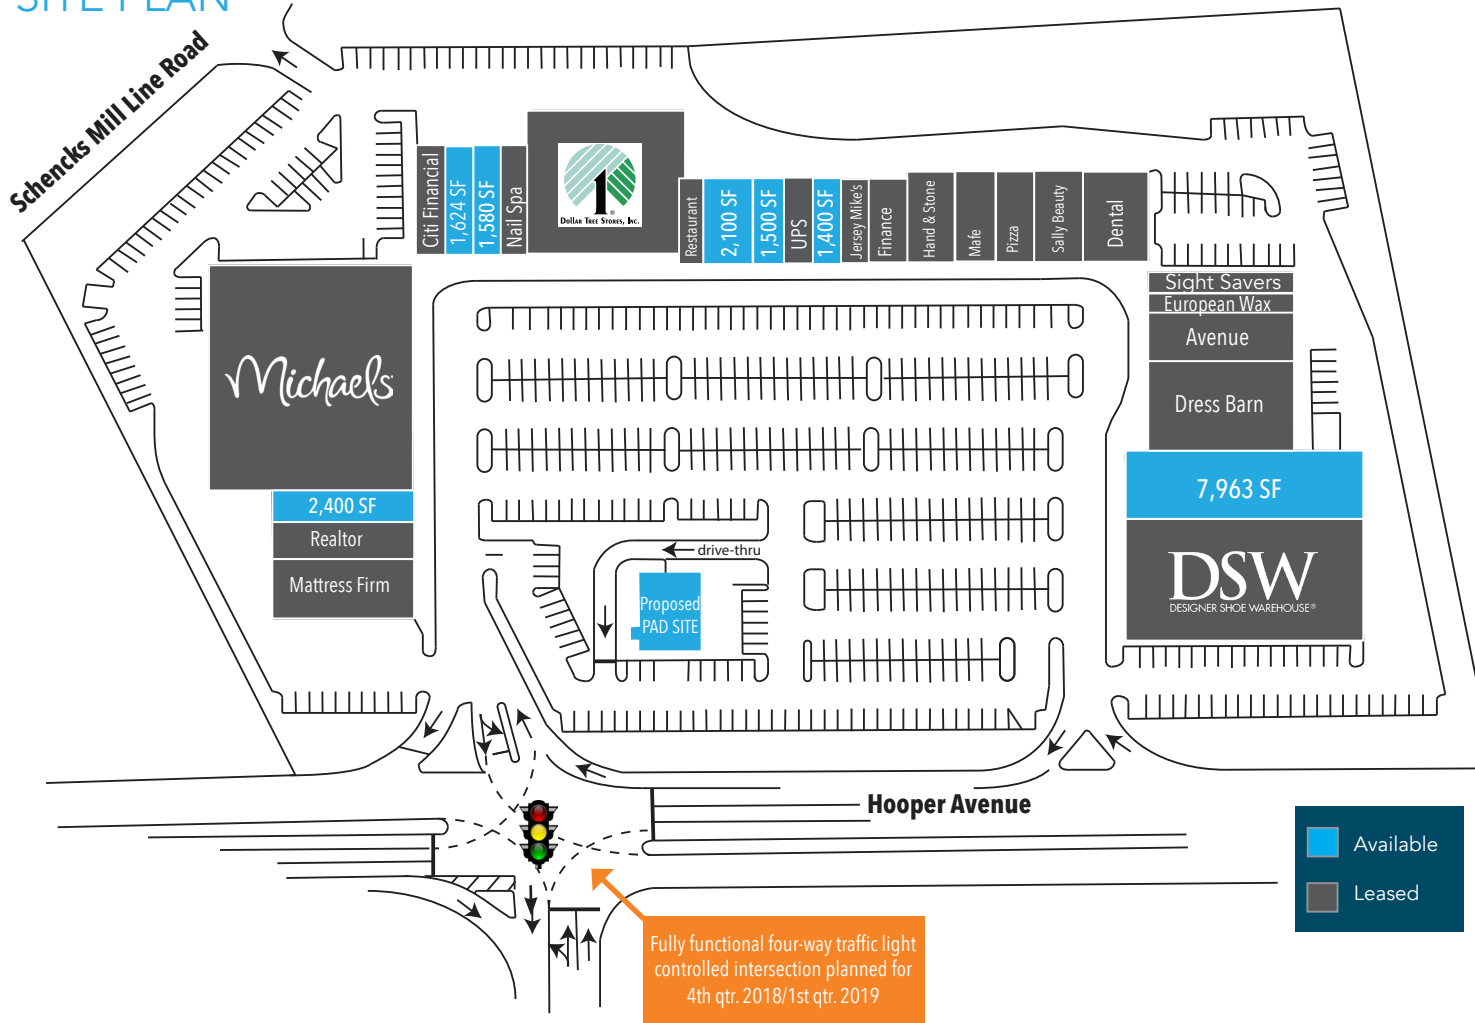 SITE PLAN
Schencks Mill Line Road
Citi Financial
1,624 SF
1,580 SF
Nail Spa
1
®
Dollar Tree Stores, Inc.
Restaurant
2,100 SF
1,500 SF
UPS
1,400 SF
Jersey Mike's
Finance
Hand & Stone
Mafe
Pizza
Sally Beauty
Dental
Sight Savers
European Wax
Avenue
Dress Barn
7,963 SF
DSW
DESIGNER SHOE WAREHOUSE®
Michaels
2,400 SF
Realtor
Mattress Firm
drive-thru
Proposed
PAD SITE
Hooper Avenue
Available
Leased
Fully functional four-way traffic light
controlled intersection planned for
4th qtr. 2018/1st qtr. 2019